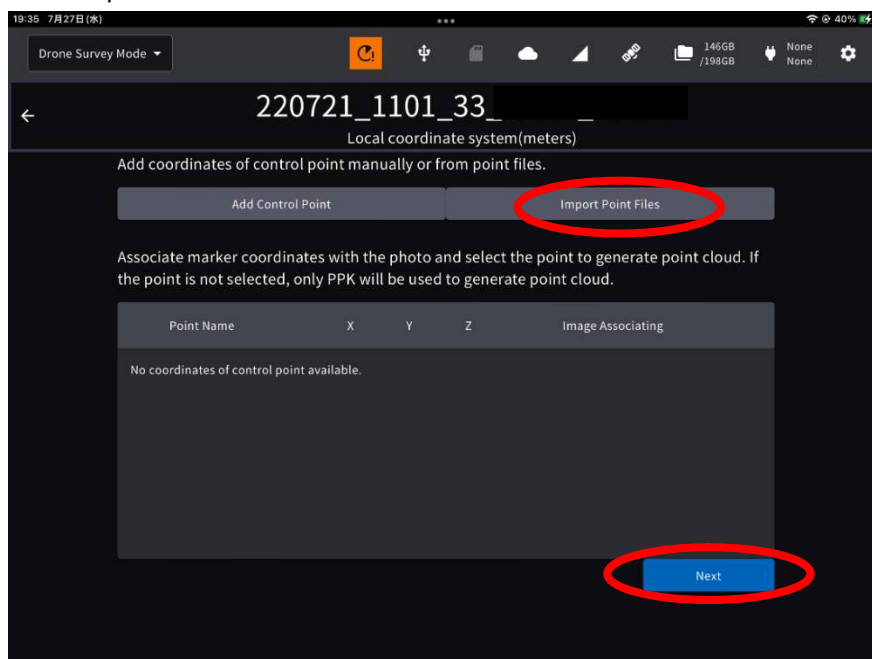 19:35 7月27日(水)
40%
Drone Survey Mode
146GB
/198GB
None
None
220721_1101_33_
Local coordinate system(meters)
Add coordinates of control point manually or from point files.
Add Control Point
Import Point Files
Associate marker coordinates with the photo and select the point to generate point cloud. If
the point is not selected, only PPK will be used to generate point cloud.
Point Name X Y Z Image Associating
No coordinates of control point available.
Next